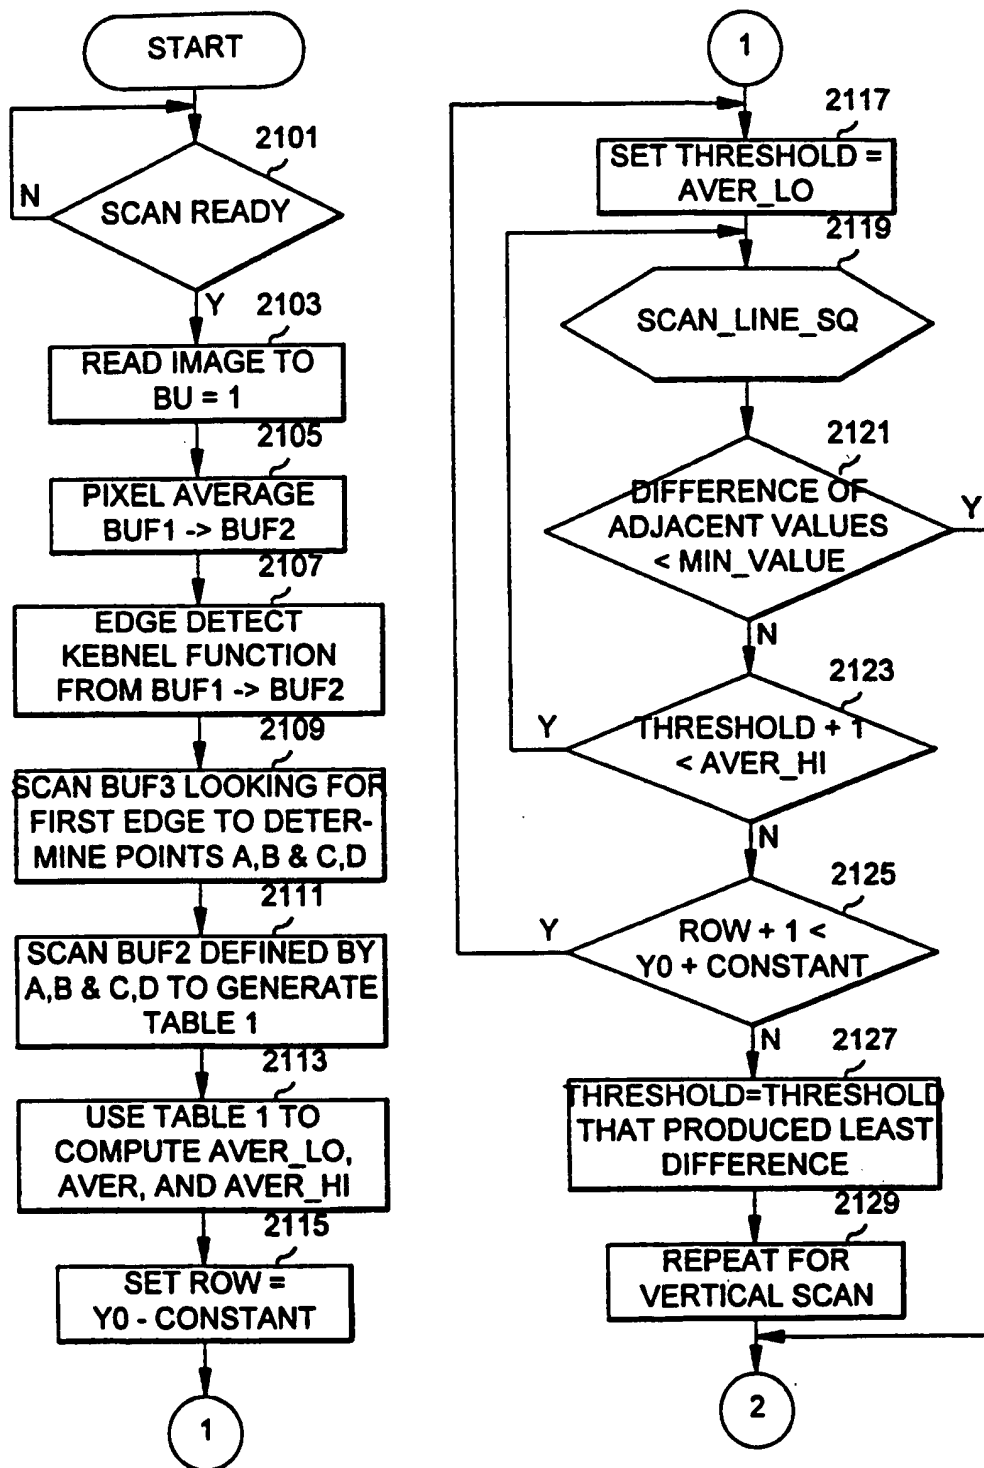 START
2101
N
SCAN READY
Y
2103
READ IMAGE TO
BU = 1
2105
PIXEL AVERAGE
BUF1 -> BUF2
2107
EDGE DETECT
KEBNEL FUNCTION
FROM BUF1 -> BUF2
2109
SCAN BUF3 LOOKING FOR
FIRST EDGE TO DETER-
MINE POINTS A,B & C,D
2111
SCAN BUF2 DEFINED BY
A,B & C,D TO GENERATE
TABLE 1
2113
USE TABLE 1 TO
COMPUTE AVER_LO,
AVER, AND AVER_HI
2115
SET ROW =
Y0 - CONSTANT
1
1
2117
SET THRESHOLD =
AVER_LO
2119
SCAN_LINE_SQ
2121
DIFFERENCE OF
ADJACENT VALUES
< MIN_VALUE
Y
N
2123
Y
THRESHOLD + 1
< AVER_HI
N
2125
Y
ROW + 1 <
Y0 + CONSTANT
N
2127
THRESHOLD=THRESHOLD
THAT PRODUCED LEAST
DIFFERENCE
2129
REPEAT FOR
VERTICAL SCAN
2